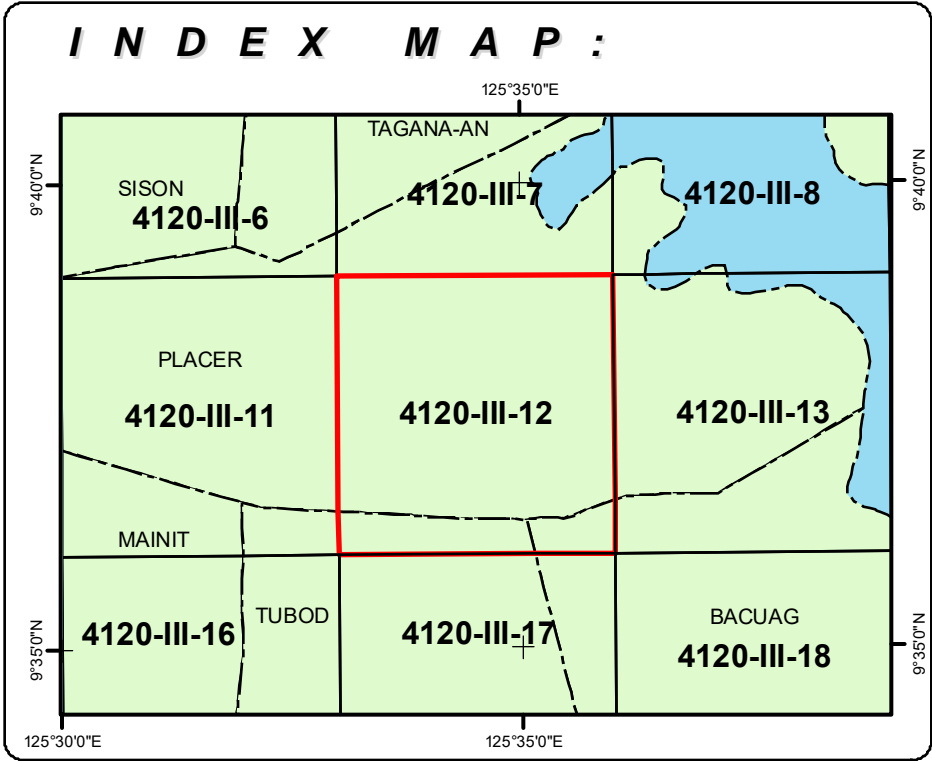 INDEX MAP:
125°35'0"E
TAGANA-AN
9°40'0"N
SISON
4120-III-6
4120-III-7
4120-III-8
9°40'0"N
PLACER
4120-III-11
4120-III-12
4120-III-13
MAINIT
TUBOD
BACUAG
9°35'0"N
4120-III-16
4120-III-17
4120-III-18
9°35'0"N
125°30'0"E
125°35'0"E